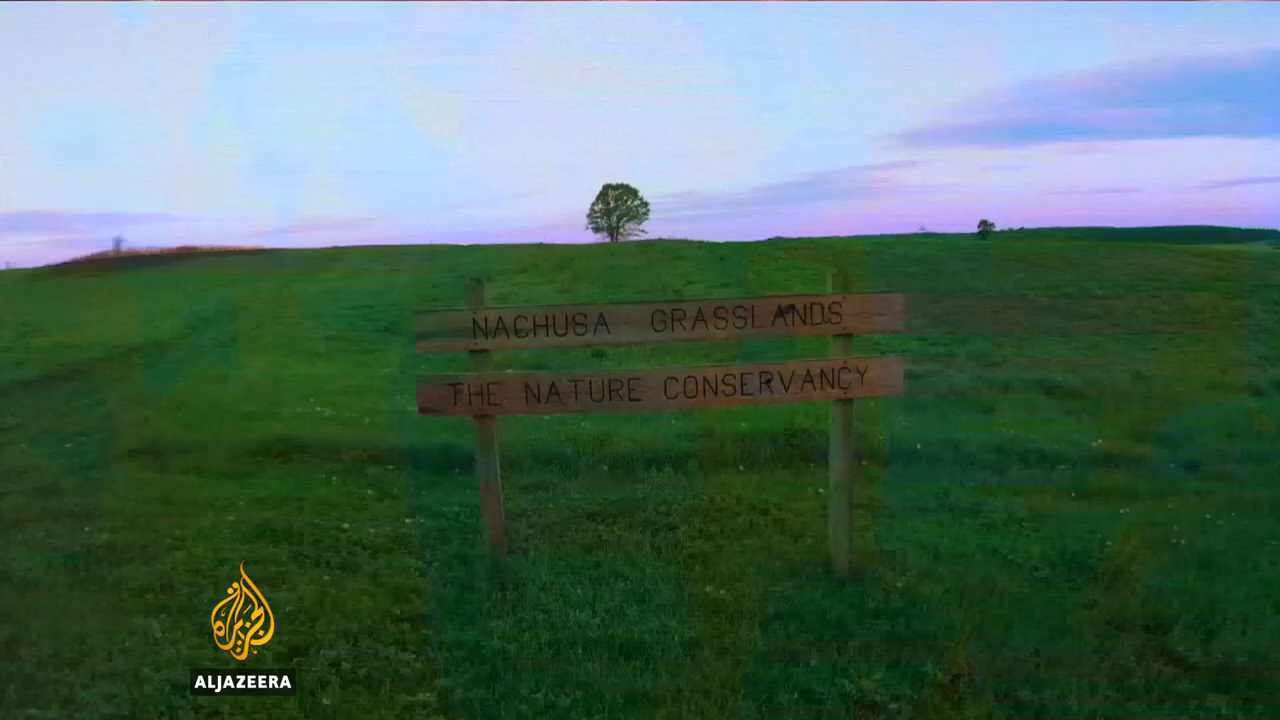 NACHUSA GRASSLANDS
THE NATURE CONSERVANCY
الجزيرة
ALJAZEERA